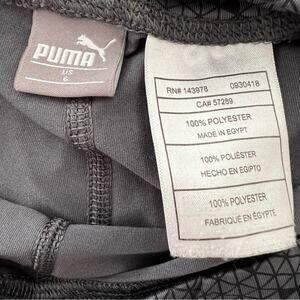 PUMA
US
6
RN# 143978 0930418
CA# 57289
100% POLYESTER
MADE IN EGYPT
100% POLIÉSTER
HECHO EN EGIPTO
100% POLYESTER
FABRIQUÉ EN ÉGYPTE